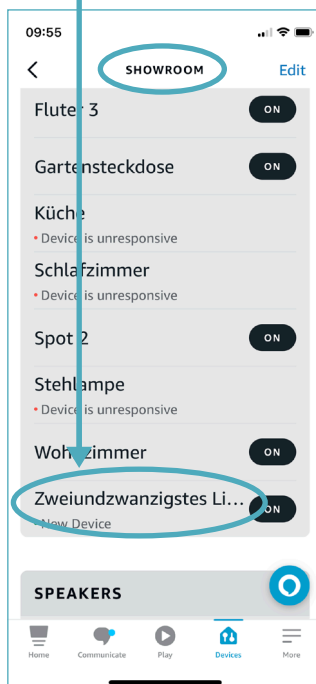 09:55
SHOWROOM
Edit
Fluter 3
ON
Gartensteckdose
ON
Küche
• Device is unresponsive
Schlafzimmer
• Device is unresponsive
Spot 2
ON
Stehlampe
• Device is unresponsive
Wohnzimmer
ON
Zweiundzwanzigstes Li...
ON
• New Device
SPEAKERS
Home Communicate Play Devices More